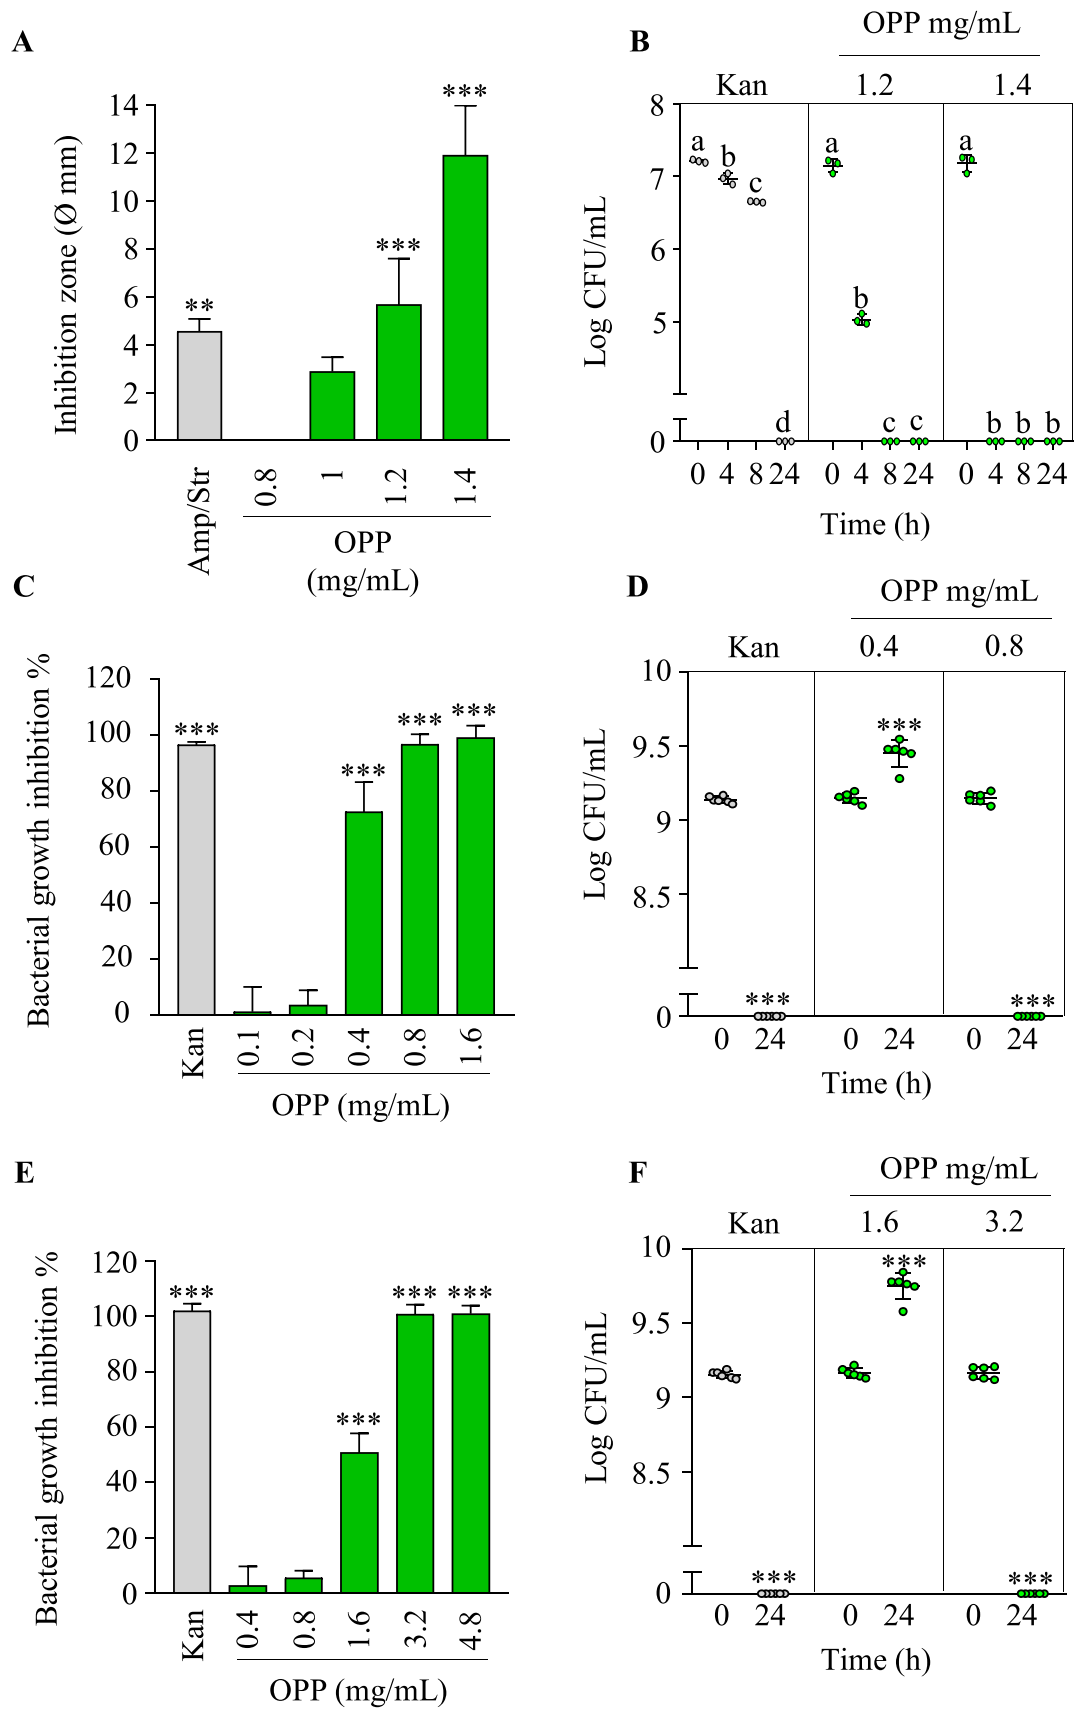 A
Inhibition zone (Ø mm)
14
12
10
8
6
4
2
0
**
***
***
Amp/Str
0.8
1
1.2
1.4
OPP
(mg/mL)
B
OPP mg/mL
Kan
1.2
1.4
Log CFU/mL
8
7
6
5
0
a
b
c
d
a
b
c
c
a
b
b
b
0 4 8 24
0 4 8 24
0 4 8 24
Time (h)
C
Bacterial growth inhibition %
120
100
80
60
40
20
0
***
***
***
***
Kan
0.1
0.2
0.4
0.8
1.6
OPP (mg/mL)
D
OPP mg/mL
Kan
0.4
0.8
Log CFU/mL
10
9.5
9
8.5
0
***
***
***
0 24
0 24
0 24
Time (h)
E
Bacterial growth inhibition %
120
100
80
60
40
20
0
***
***
***
***
Kan
0.4
0.8
1.6
3.2
4.8
OPP (mg/mL)
F
OPP mg/mL
Kan
1.6
3.2
Log CFU/mL
10
9.5
9
8.5
0
***
***
***
0 24
0 24
0 24
Time (h)